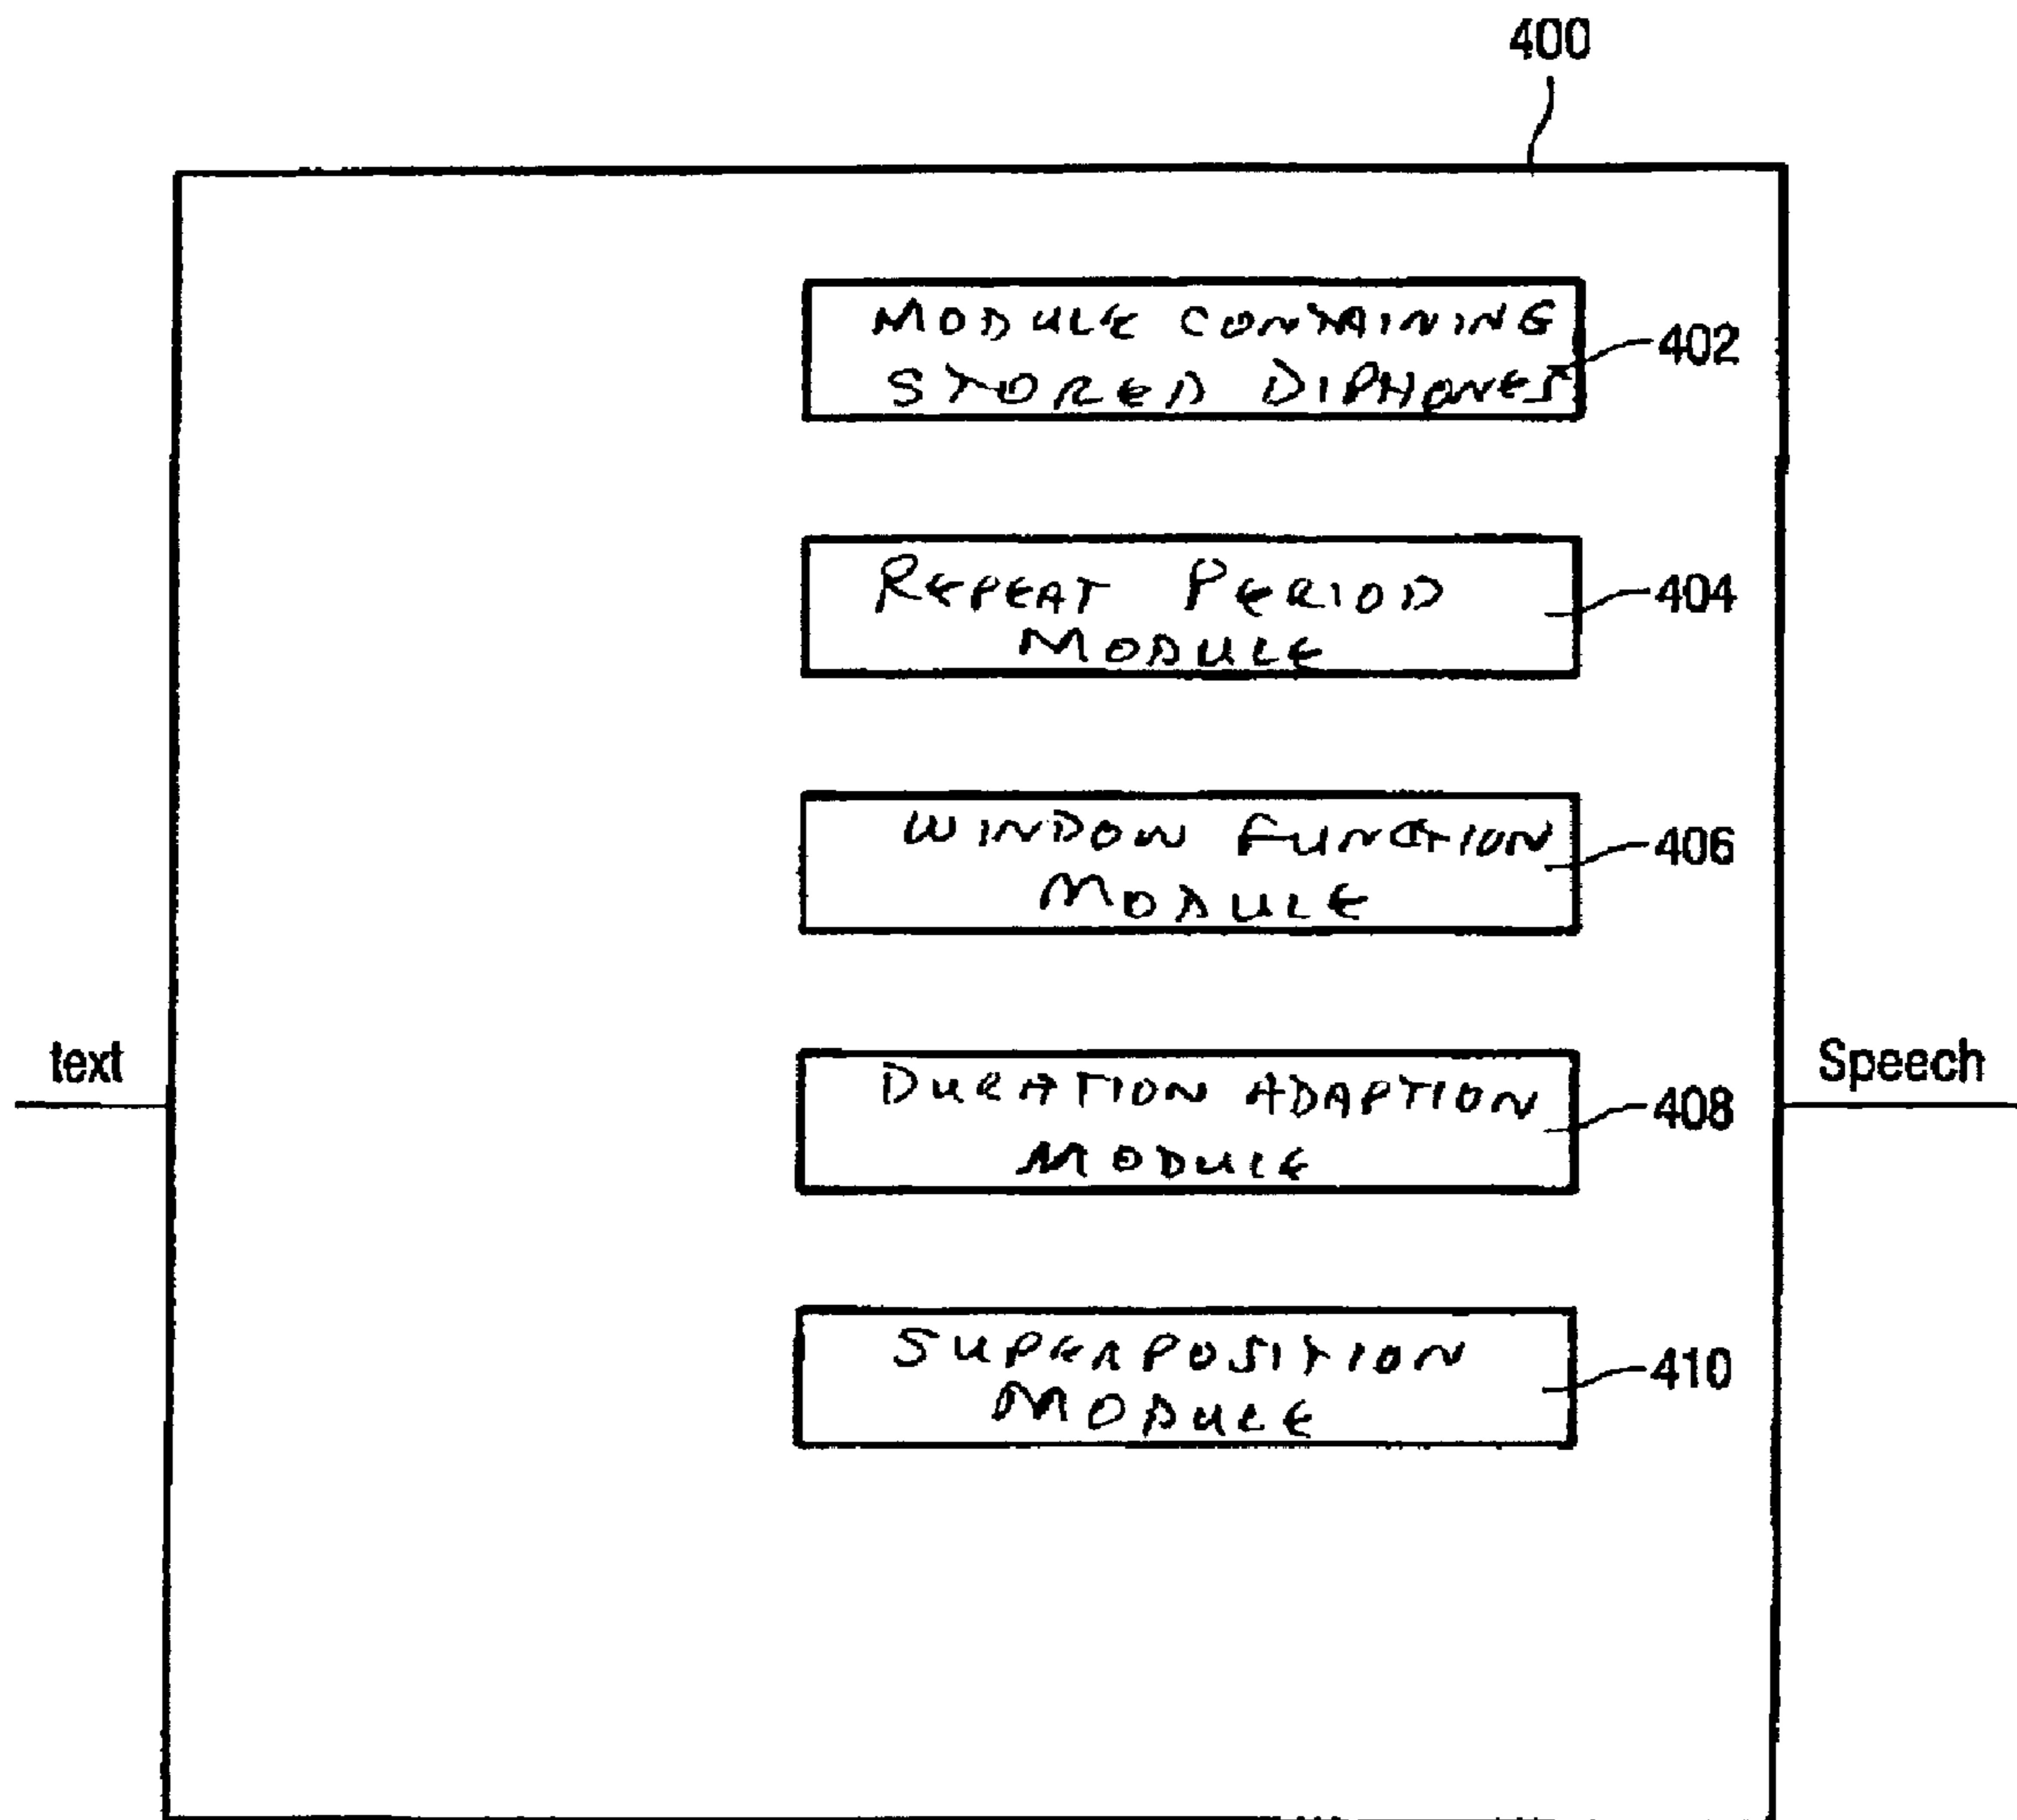 400
MODULE CONTAINING
STORED DIPHONES
402
REPEAT PERIOD
MODULE
404
WINDOW FUNCTION
MODULE
406
text
Speech
DURATION ADAPTION
MODULE
408
SUPERPOSITION
MODULE
410